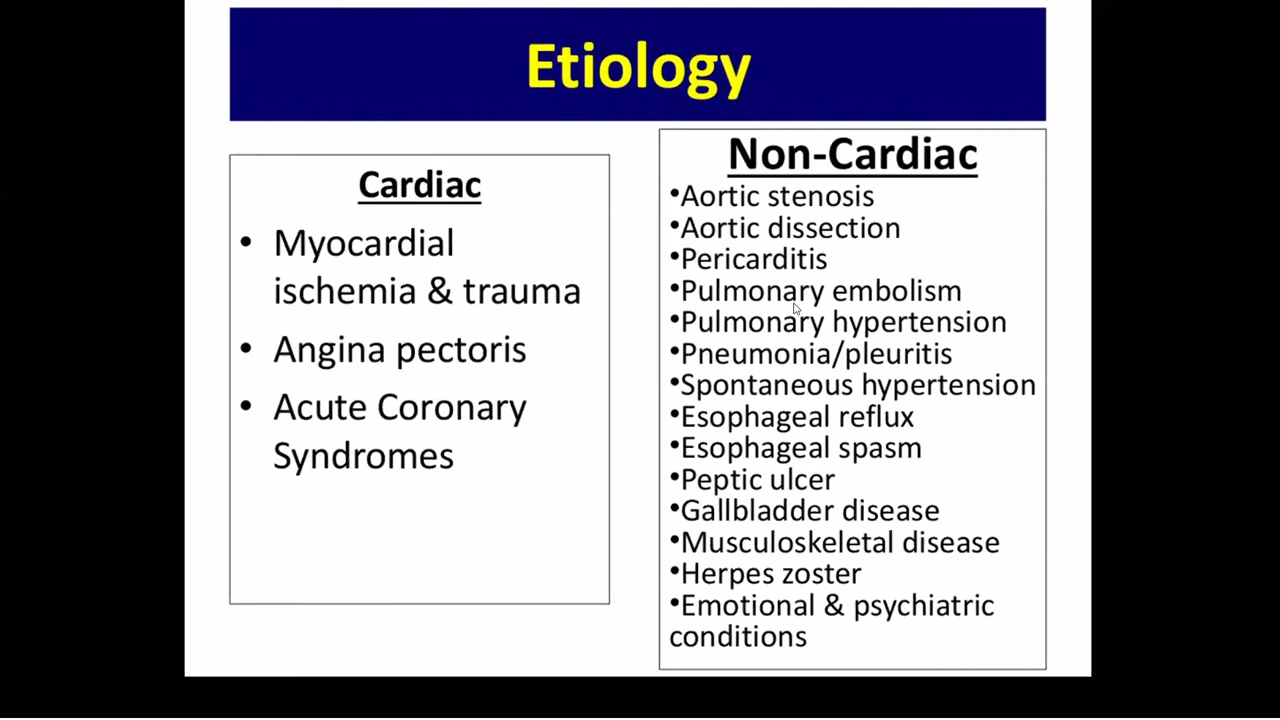 Etiology
Cardiac
• Myocardial
ischemia & trauma
• Angina pectoris
• Acute Coronary
Syndromes
Non-Cardiac
•Aortic stenosis
•Aortic dissection
•Pericarditis
•Pulmonary embolism
•Pulmonary hypertension
•Pneumonia/pleuritis
•Spontaneous hypertension
•Esophageal reflux
•Esophageal spasm
•Peptic ulcer
•Gallbladder disease
•Musculoskeletal disease
•Herpes zoster
•Emotional & psychiatric
conditions